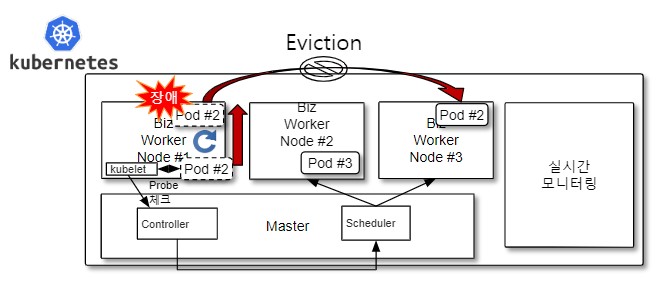 kubernetes
Eviction
장애
Pod #2
Biz
Worker
Node #1
kubelet
Pod #2
Probe
체크
Biz
Worker
Node #2
Pod #3
Pod #2
Biz
Worker
Node #3
실시간
모니터링
Controller
Master
Scheduler